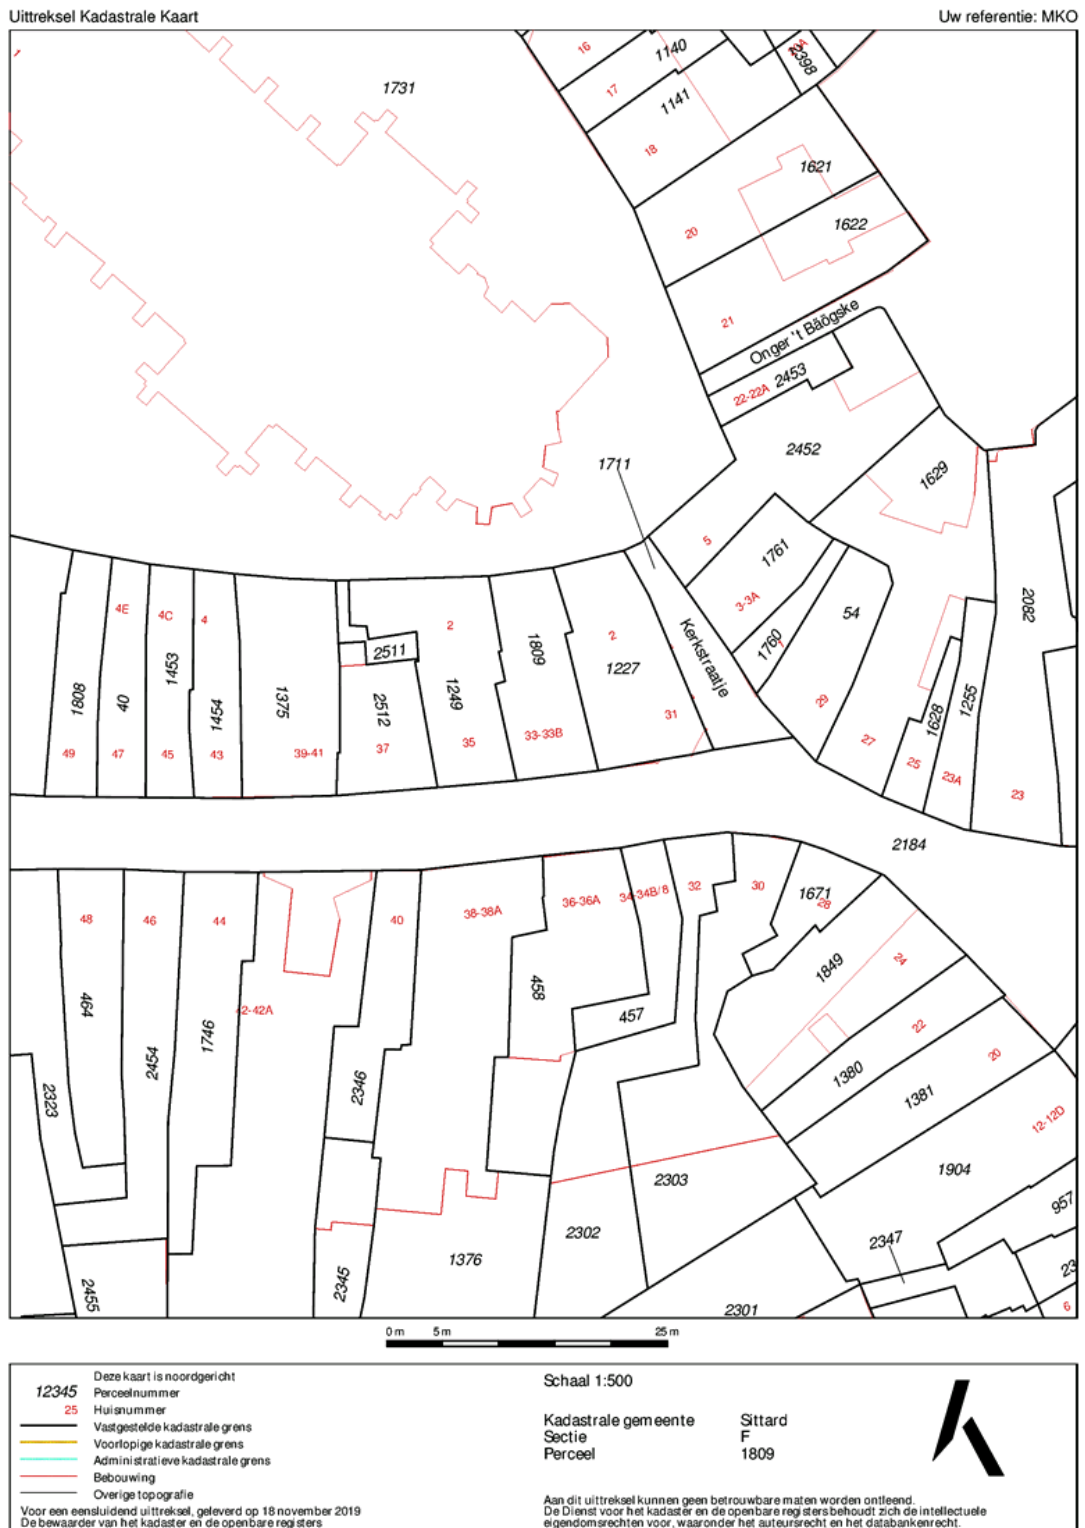 Uittreksel Kadastrale Kaart
Uw referentie: MKO
1
1731
16
1140
20A
2398
17
1141
18
1621
20
1622
21
Onger 't Bäögske
22-22A
2453
2452
1711
1629
5
1761
3-3A
1760
1
54
2082
Kerkstraatje
4E
4C
4
2
2
2511
1808
40
1453
1454
1375
2512
1249
1809
1227
31
49
47
45
43
39-41
37
35
33-33B
29
27
25
1628
1255
23A
23
2184
48
46
44
40
38-38A
36-36A
34-34B/8
32
30
1671
28
1849
24
464
2454
1746
42-42A
458
457
22
20
1380
1381
2323
2346
12-12D
1904
2303
957
2302
2347
1376
2345
2455
2301
23
6
0 m 5 m 25 m
Deze kaart is noordgericht
12345 Perceelnummer
25 Huisnummer
Vastgestelde kadastrale grens
Voorlopige kadastrale grens
Administratieve kadastrale grens
Bebouwing
Overige topografie
Voor een eensluidend uittreksel, geleverd op 18 november 2019
De bewaarder van het kadaster en de openbare registers
Schaal 1:500
Kadastrale gemeente Sittard
Sectie F
Perceel 1809
Aan dit uittreksel kunnen geen betrouwbare maten worden ontleend.
De Dienst voor het kadaster en de openbare registers behoudt zich de intellectuele
eigendomsrechten voor, waaronder het auteursrecht en het databankenrecht.